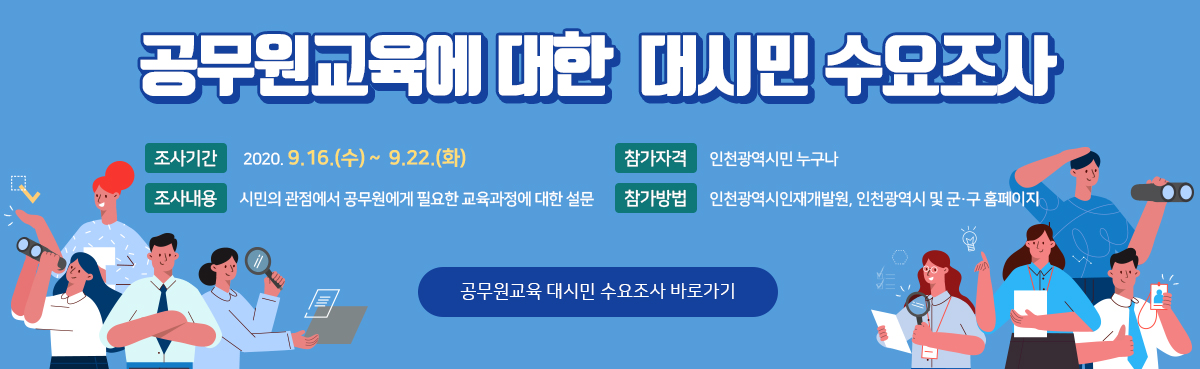 공무원교육에 대한 대시민 수요조사
조사기간 2020. 9.16.(수) ~ 9.22.(화)
참가자격 인천광역시민 누구나
조사내용 시민의 관점에서 공무원에게 필요한 교육과정에 대한 설문
참가방법 인천광역시인재개발원, 인천광역시 및 군·구 홈페이지
공무원교육 대시민 수요조사 바로가기